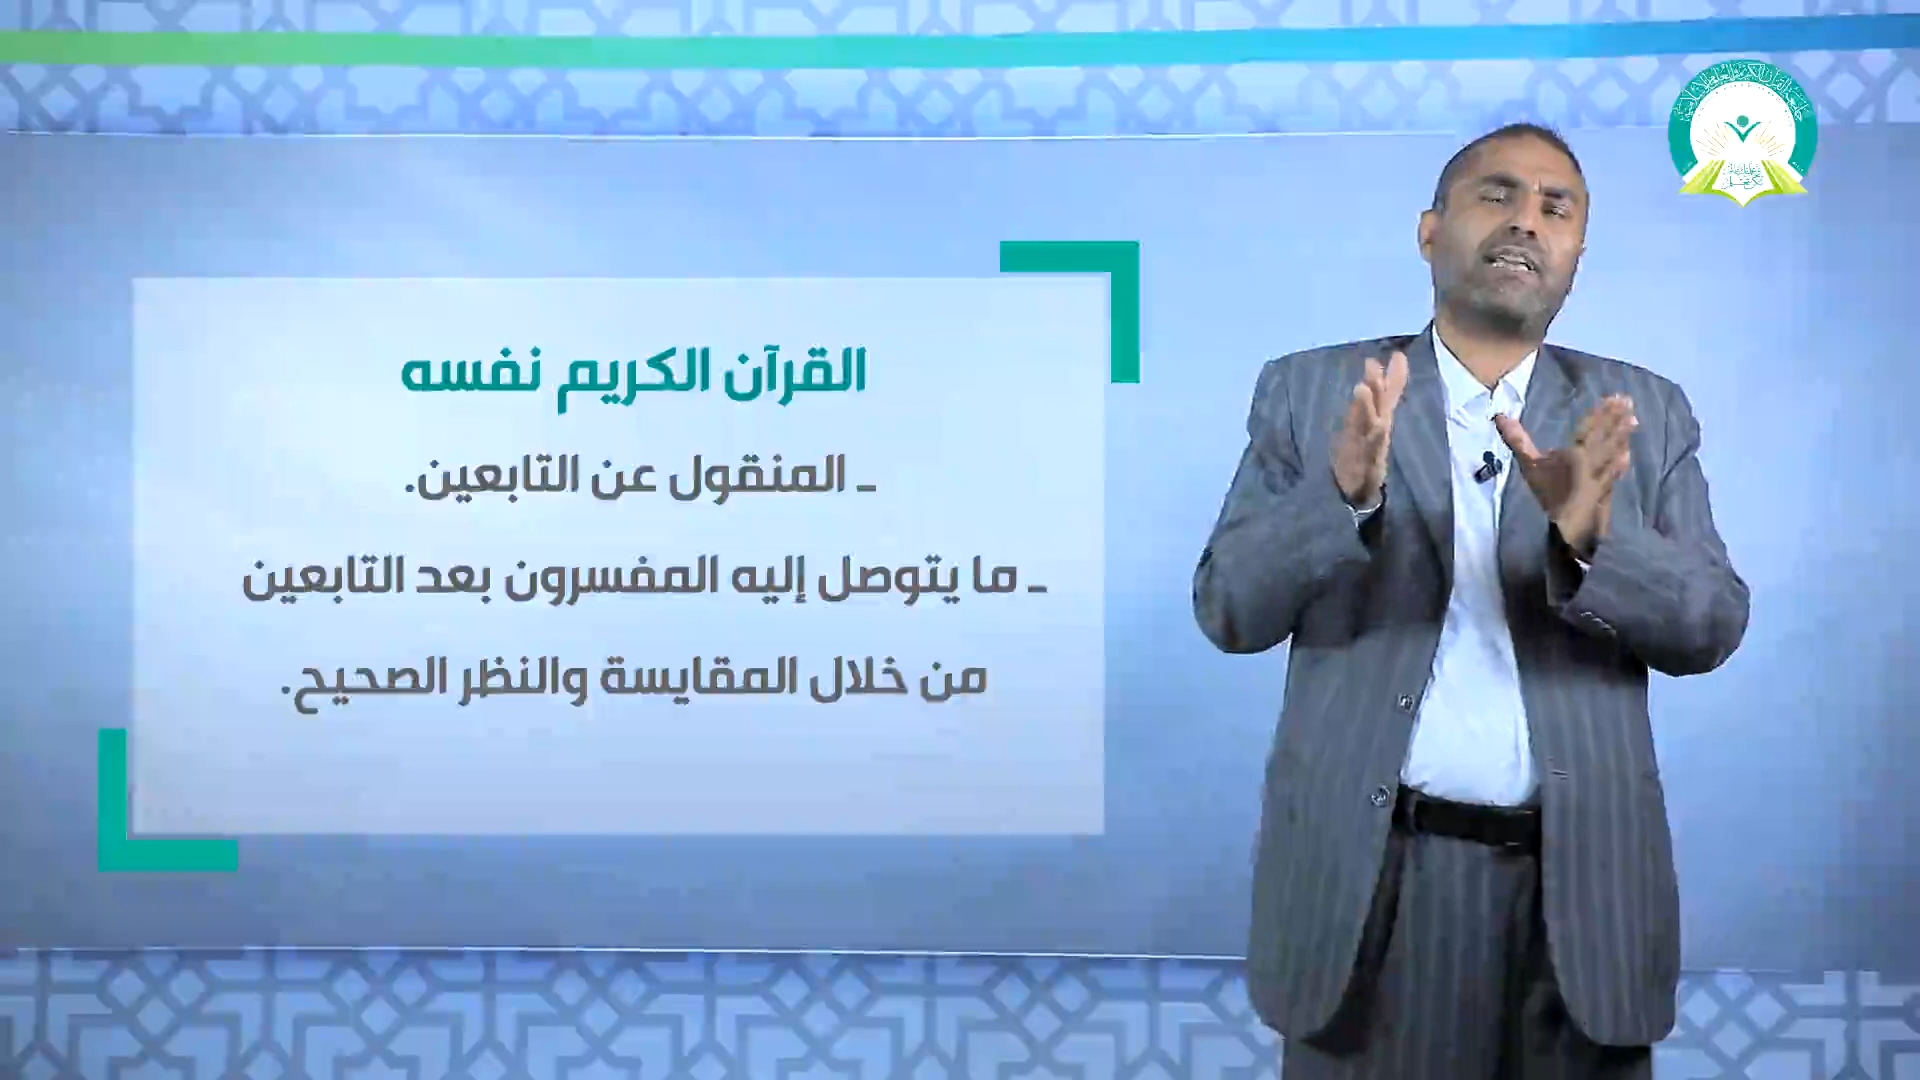 القرآن الكريم نفسه
ـ المنقول عن التابعين.
ـ ما يتوصل إليه المفسرون بعد التابعين
من خلال المقايسة والنظر الصحيح.